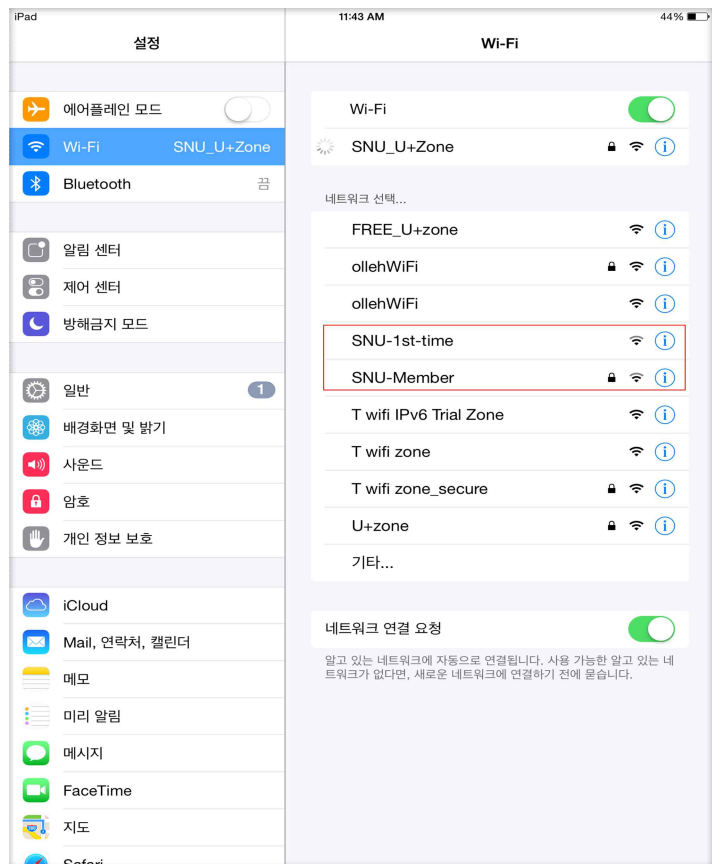 iPad
11:43 AM
44%
설정
Wi-Fi
에어플레인 모드
Wi-Fi SNU_U+Zone
Bluetooth 끔
알림 센터
제어 센터
방해금지 모드
일반 1
배경화면 및 밝기
사운드
암호
개인 정보 보호
iCloud
Mail, 연락처, 캘린더
메모
미리 알림
메시지
FaceTime
지도
Safari
Wi-Fi
SNU_U+Zone
네트워크 선택...
FREE_U+zone
ollehWiFi
ollehWiFi
SNU-1st-time
SNU-Member
T wifi IPv6 Trial Zone
T wifi zone
T wifi zone_secure
U+zone
기타...
네트워크 연결 요청
알고 있는 네트워크에 자동으로 연결됩니다. 사용 가능한 알고 있는 네
트워크가 없다면, 새로운 네트워크에 연결하기 전에 묻습니다.